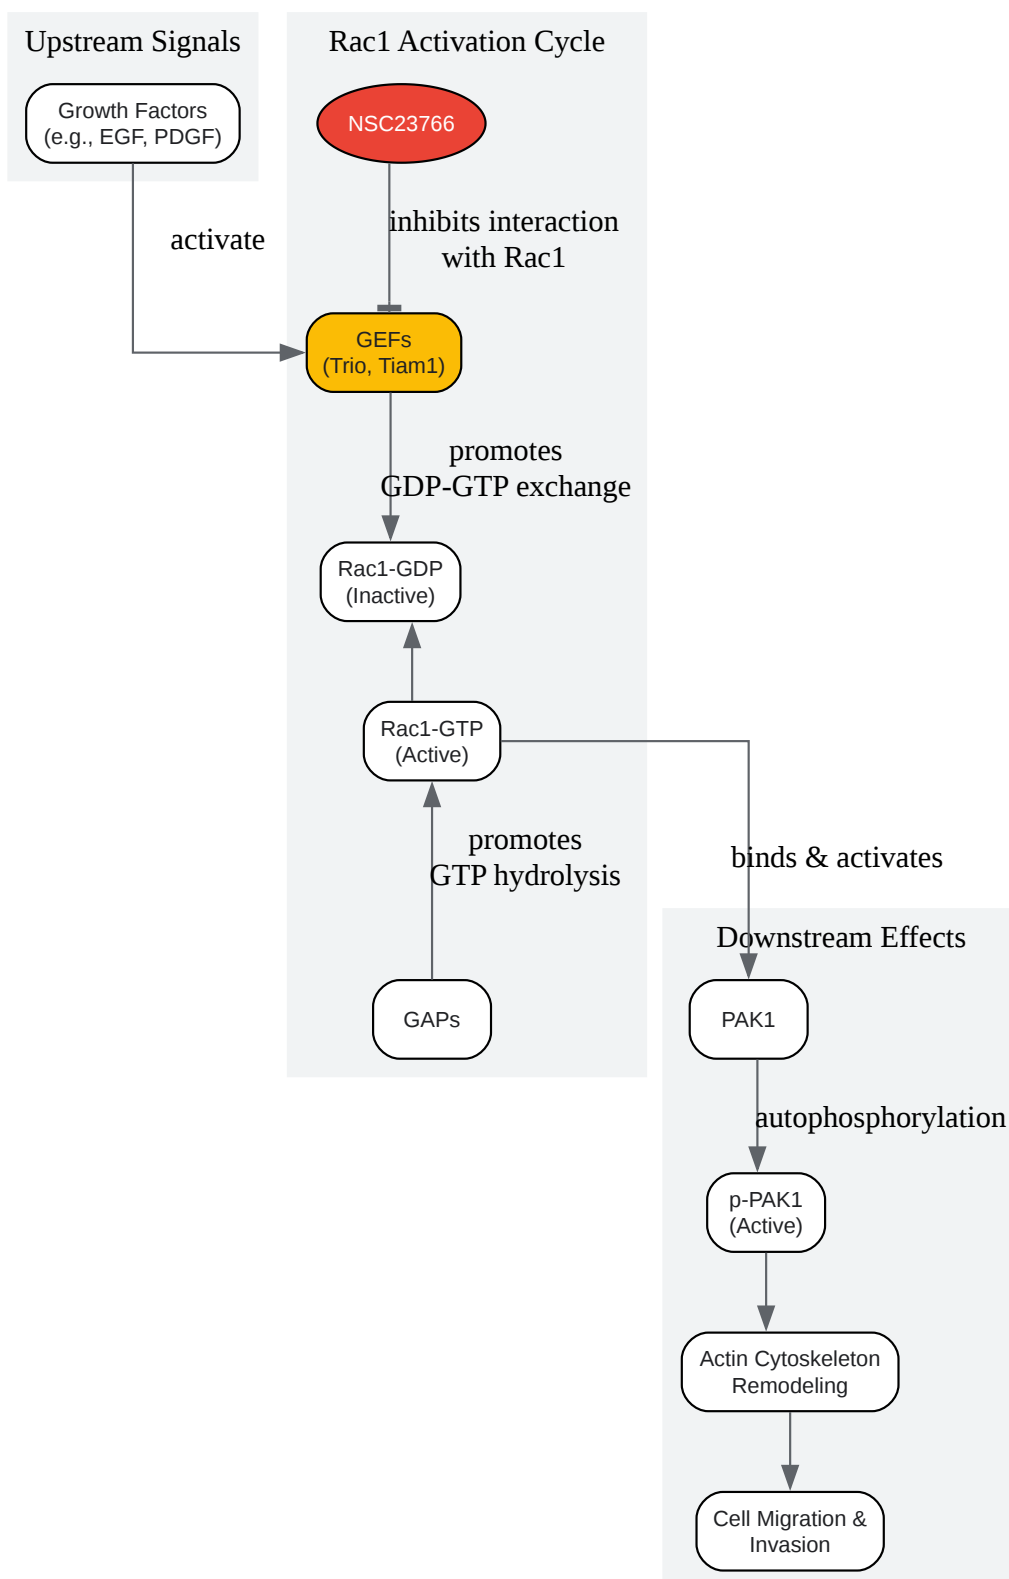 Upstream Signals
Growth Factors
(e.g., EGF, PDGF)
activate
Rac1 Activation Cycle
NSC23766
inhibits interaction
with Rac1
GEFs
(Trio, Tiam1)
promotes
GDP-GTP exchange
Rac1-GDP
(Inactive)
Rac1-GTP
(Active)
promotes
GTP hydrolysis
GAPs
binds & activates
Downstream Effects
PAK1
autophosphorylation
p-PAK1
(Active)
Actin Cytoskeleton
Remodeling
Cell Migration &
Invasion